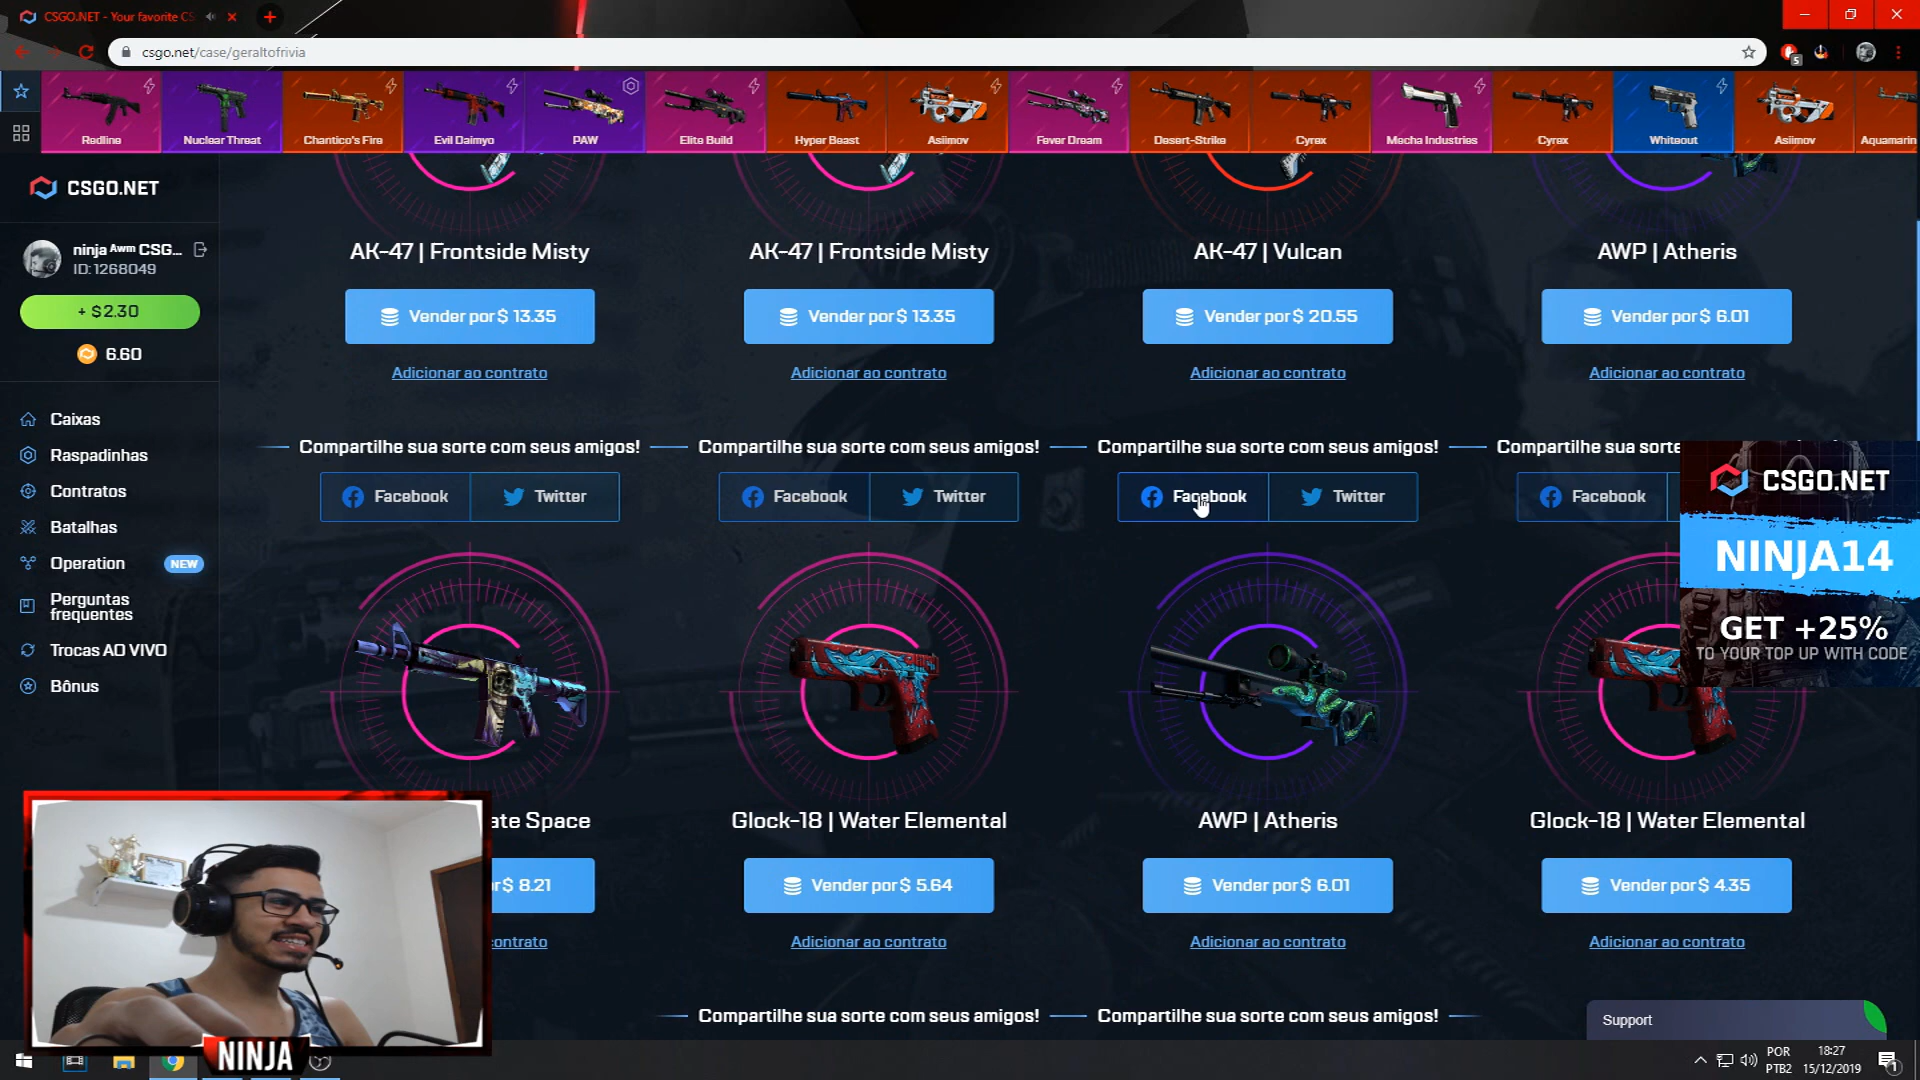 CSGO.NET - Your favorite CS
csgo.net/case/geraltofrivia
5
Redline
Nuclear Threat
Chantico's Fire
Evil Daimyo
PAW
Elite Build
Hyper Beast
Asiimov
Fever Dream
Desert-Strike
Cyrex
Mecha Industries
Cyrex
Whiteout
Asiimov
Aquamarin
CSGO.NET
ninja Awm CSG...
ID: 1268049
+ $ 2.30
6.60
Caixas
Raspadinhas
Contratos
Batalhas
Operation NEW
Perguntas
frequentes
Trocas AO VIVO
Bônus
AK-47 | Frontside Misty
AK-47 | Frontside Misty
AK-47 | Vulcan
AWP | Atheris
Vender por $ 13.35
Vender por $ 13.35
Vender por $ 20.55
Vender por $ 6.01
Adicionar ao contrato
Adicionar ao contrato
Adicionar ao contrato
Adicionar ao contrato
Compartilhe sua sorte com seus amigos!
Compartilhe sua sorte com seus amigos!
Compartilhe sua sorte com seus amigos!
Compartilhe sua sorte
Facebook Twitter
Facebook Twitter
Facebook Twitter
Facebook
CSGO.NET
NINJA14
GET +25%
TO YOUR TOP UP WITH CODE
ate Space
Glock-18 | Water Elemental
AWP | Atheris
Glock-18 | Water Elemental
r $ 8.21
Vender por $ 5.64
Vender por $ 6.01
Vender por $ 4.35
contrato
Adicionar ao contrato
Adicionar ao contrato
Adicionar ao contrato
Compartilhe sua sorte com seus amigos!
Compartilhe sua sorte com seus amigos!
Support
NINJA
POR
PTB2
18:27
15/12/2019
1